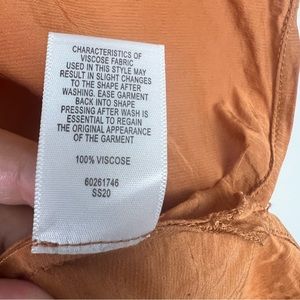 CHARACTERISTICS OF
VISCOSE FABRIC
USED IN THIS STYLE MAY
RESULT IN SLIGHT CHANGES
TO THE SHAPE AFTER
WASHING. EASE GARMENT
BACK INTO SHAPE
PRESSING AFTER WASH IS
ESSENTIAL TO REGAIN
THE ORIGINAL APPEARANCE
OF THE GARMENT
100% VISCOSE
60261746
SS20